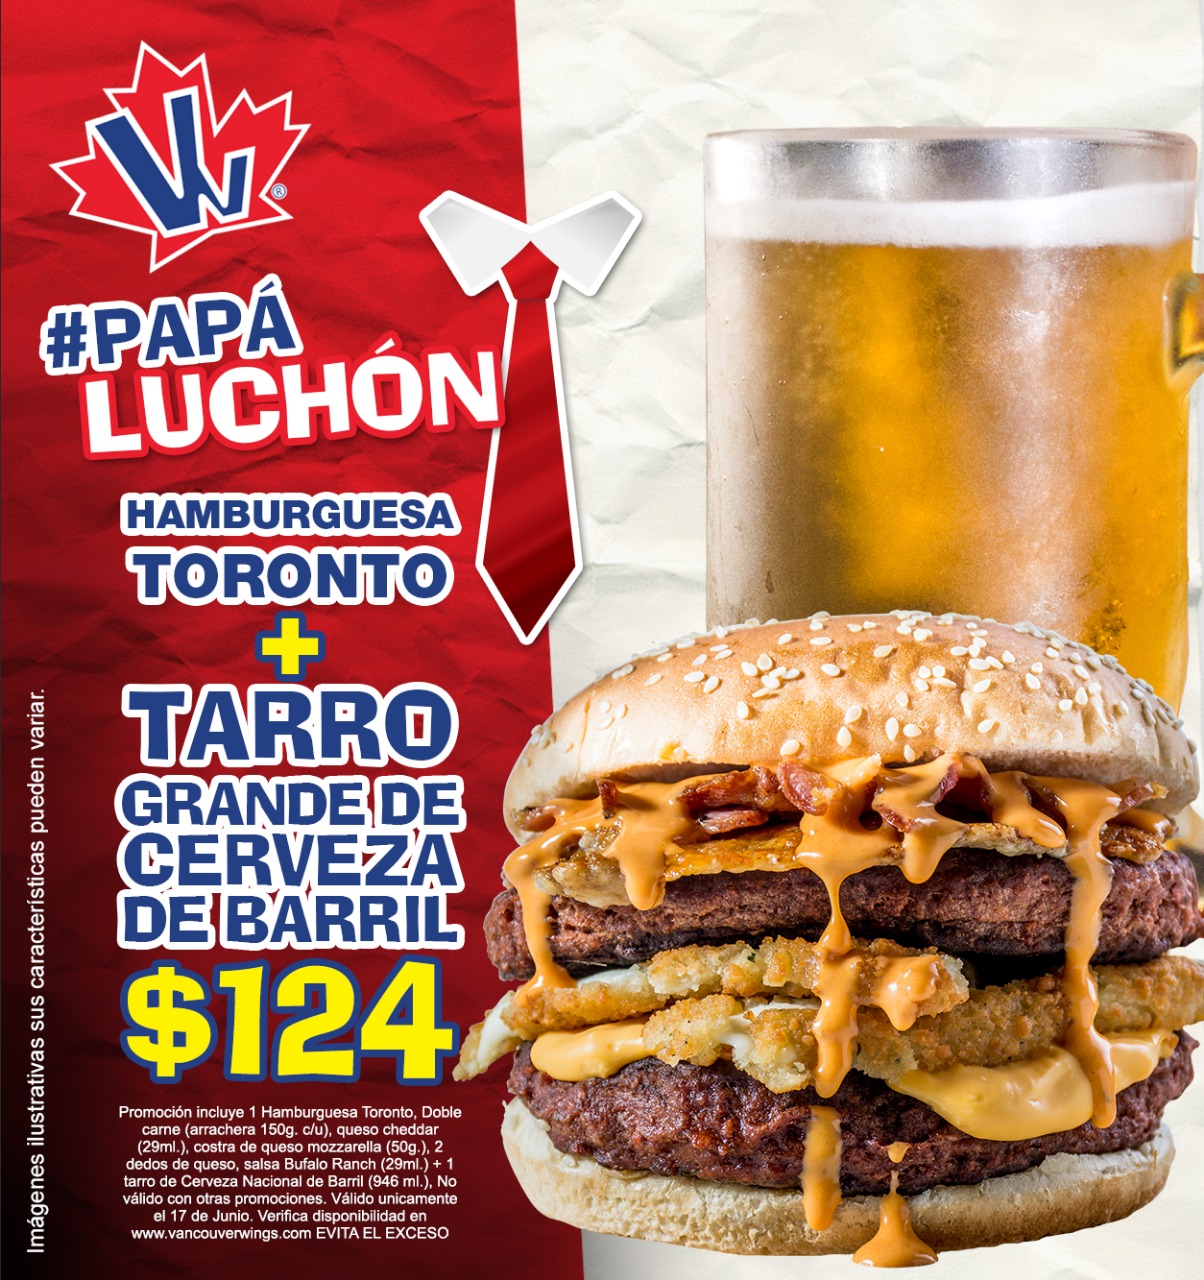 VW®
#PAPÁ
LUCHÓN
HAMBURGUESA
TORONTO
+
TARRO
GRANDE DE
CERVEZA
DE BARRIL
$124
Promoción incluye 1 Hamburguesa Toronto, Doble
carne (arrachera 150g. c/u), queso cheddar
(29ml.), costra de queso mozzarella (50g.), 2
dedos de queso, salsa Bufalo Ranch (29ml.) + 1
tarro de Cerveza Nacional de Barril (946 ml.), No
válido con otras promociones. Válido unicamente
el 17 de Junio. Verifica disponibilidad en
www.vancouverwings.com EVITA EL EXCESO
Imágenes ilustrativas sus características pueden variar.